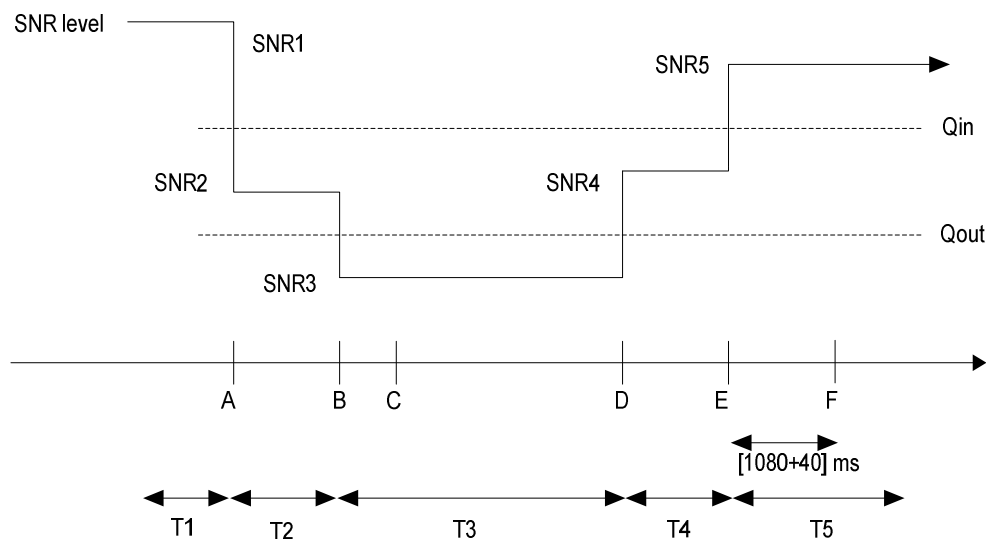 SNR level
SNR1
SNR5
Qin
SNR2
SNR4
Qout
SNR3
A B C D E F
[1080+40] ms
T1 T2 T3 T4 T5